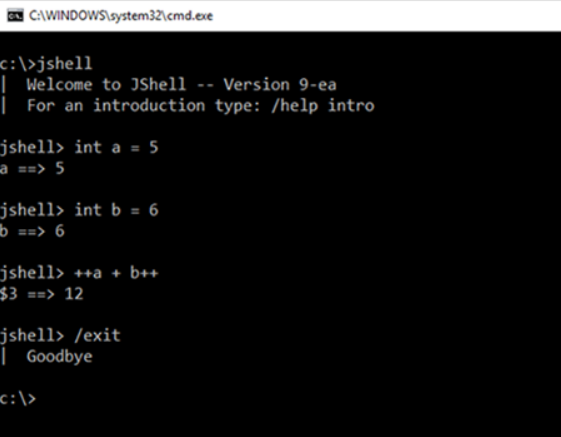 C:\WINDOWS\system32\cmd.exe
c:\>jshell
|  Welcome to JShell -- Version 9-ea
|  For an introduction type: /help intro
jshell> int a = 5
a ==> 5
jshell> int b = 6
b ==> 6
jshell> ++a + b++
$3 ==> 12
jshell> /exit
|  Goodbye
c:\>